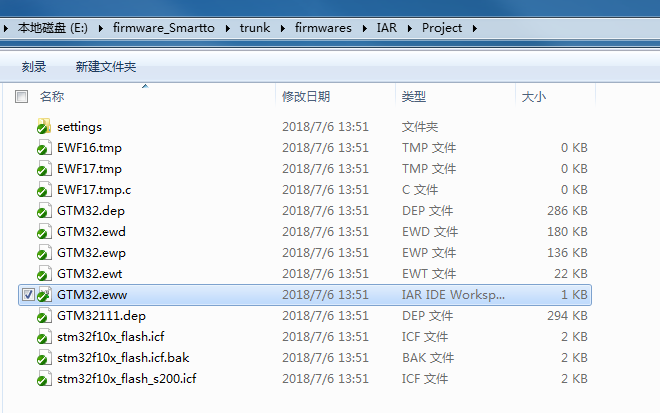 本地磁盘 (E:) firmware_Smartto trunk firmwares IAR Project
刻录 新建文件夹
名称 修改日期 类型 大小
settings 2018/7/6 13:51 文件夹
EWF16.tmp 2018/7/6 13:51 TMP 文件 0 KB
EWF17.tmp 2018/7/6 13:51 TMP 文件 0 KB
EWF17.tmp.c 2018/7/6 13:51 C 文件 0 KB
GTM32.dep 2018/7/6 13:51 DEP 文件 286 KB
GTM32.ewd 2018/7/6 13:51 EWD 文件 180 KB
GTM32.ewp 2018/7/6 13:51 EWP 文件 136 KB
GTM32.ewt 2018/7/6 13:51 EWT 文件 22 KB
GTM32.eww 2018/7/6 13:51 IAR IDE Worksp... 1 KB
GTM32111.dep 2018/7/6 13:51 DEP 文件 294 KB
stm32f10x_flash.icf 2018/7/6 13:51 ICF 文件 2 KB
stm32f10x_flash.icf.bak 2018/7/6 13:51 BAK 文件 2 KB
stm32f10x_flash_s200.icf 2018/7/6 13:51 ICF 文件 2 KB